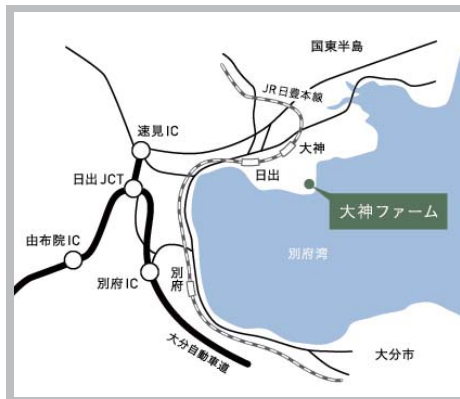 国東半島
JR日豊本線
速見IC
大神
日出
日出JCT
大神ファーム
由布院IC
別府湾
別府IC
別府
大分自動車道
大分市